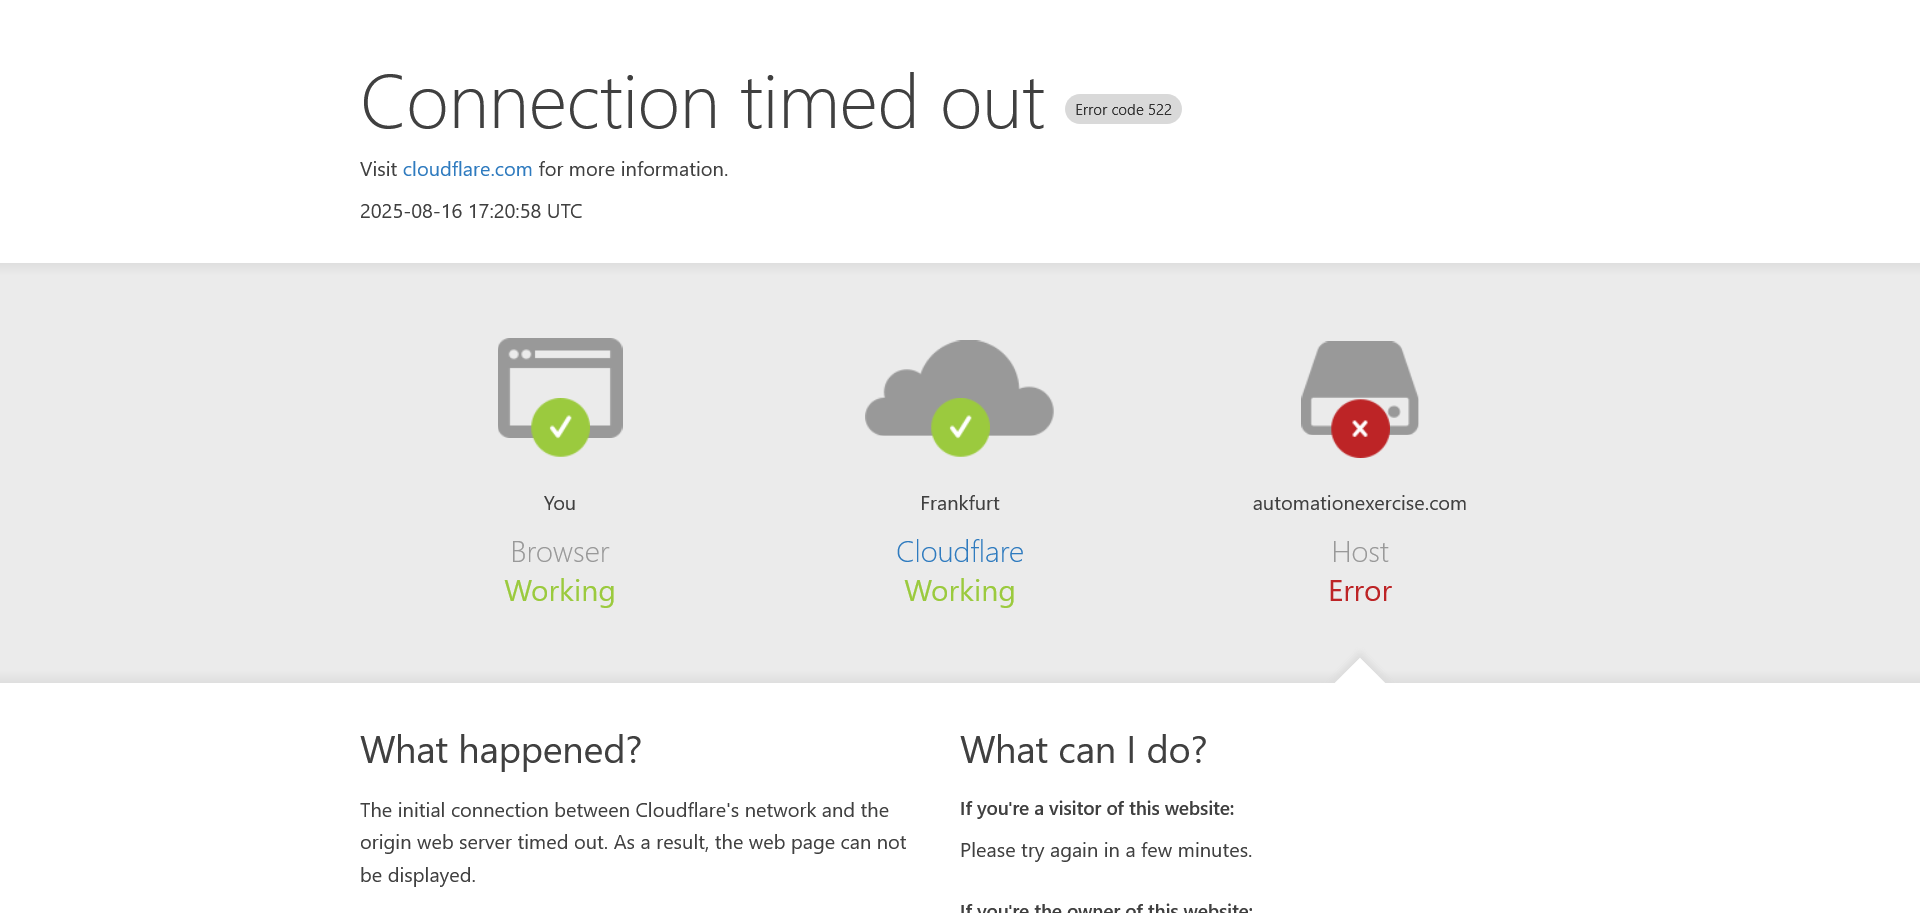 Connection timed out Error code 522
Visit cloudflare.com for more information.
2025-08-16 17:20:58 UTC
You
Browser
Working
Frankfurt
Cloudflare
Working
automationexercise.com
Host
Error
What happened?
The initial connection between Cloudflare's network and the
origin web server timed out. As a result, the web page can not
be displayed.
What can I do?
If you're a visitor of this website:
Please try again in a few minutes.
If you're the owner of this website: